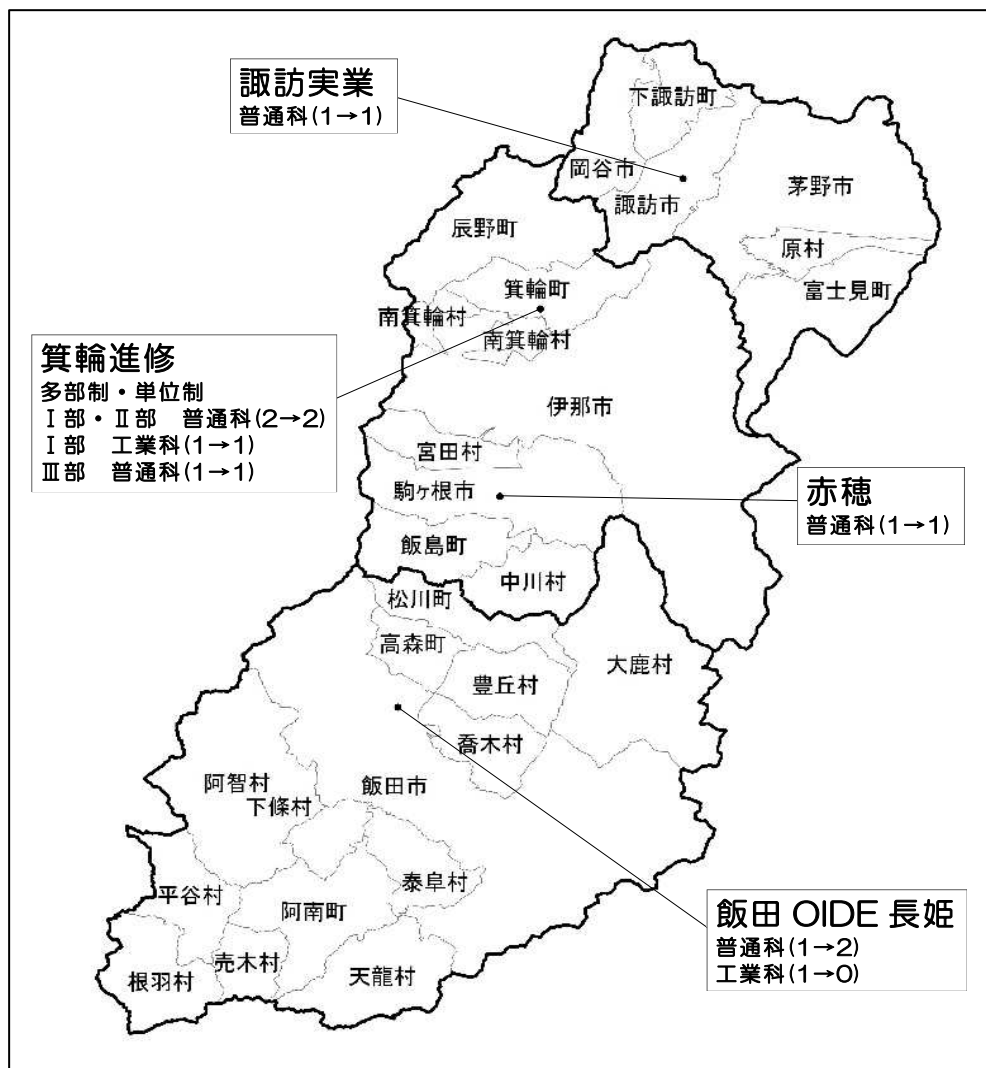 諏訪実業
普通科(1→1)
下諏訪町
岡谷市
諏訪市
茅野市
原村
富士見町
辰野町
箕輪町
南箕輪村
南箕輪村
箕輪進修
多部制・単位制
Ⅰ部・Ⅱ部 普通科(2→2)
Ⅰ部 工業科(1→1)
Ⅲ部 普通科(1→1)
伊那市
宮田村
駒ヶ根市
赤穂
普通科(1→1)
飯島町
中川村
松川町
高森町
豊丘村
大鹿村
喬木村
阿智村
下條村
飯田市
平谷村
阿南町
泰阜村
根羽村
売木村
天龍村
飯田 OIDE 長姫
普通科(1→2)
工業科(1→0)